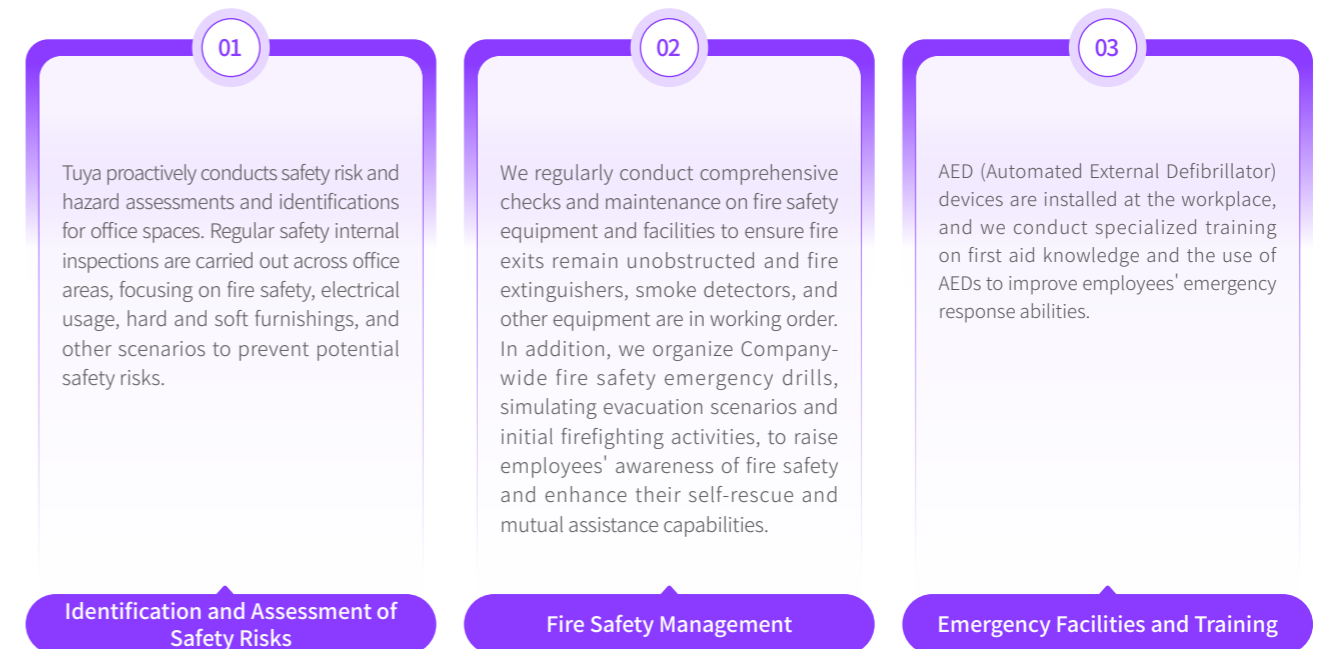 01
Tuya proactively conducts safety risk and
hazard assessments and identifications
for office spaces. Regular safety internal
inspections are carried out across office
areas, focusing on fire safety, electrical
usage, hard and soft furnishings, and
other scenarios to prevent potential
safety risks.
Identification and Assessment of
Safety Risks
02
We regularly conduct comprehensive
checks and maintenance on fire safety
equipment and facilities to ensure fire
exits remain unobstructed and fire
extinguishers, smoke detectors, and
other equipment are in working order.
In addition, we organize Company-
wide fire safety emergency drills,
simulating evacuation scenarios and
initial firefighting activities, to raise
employees' awareness of fire safety
and enhance their self-rescue and
mutual assistance capabilities.
Fire Safety Management
03
AED (Automated External Defibrillator)
devices are installed at the workplace,
and we conduct specialized training
on first aid knowledge and the use of
AEDs to improve employees' emergency
response abilities.
Emergency Facilities and Training